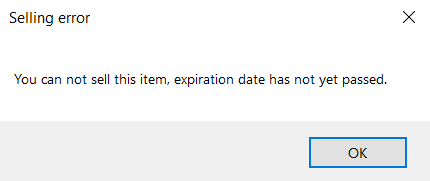 Selling error
You can not sell this item, expiration date has not yet passed.
OK